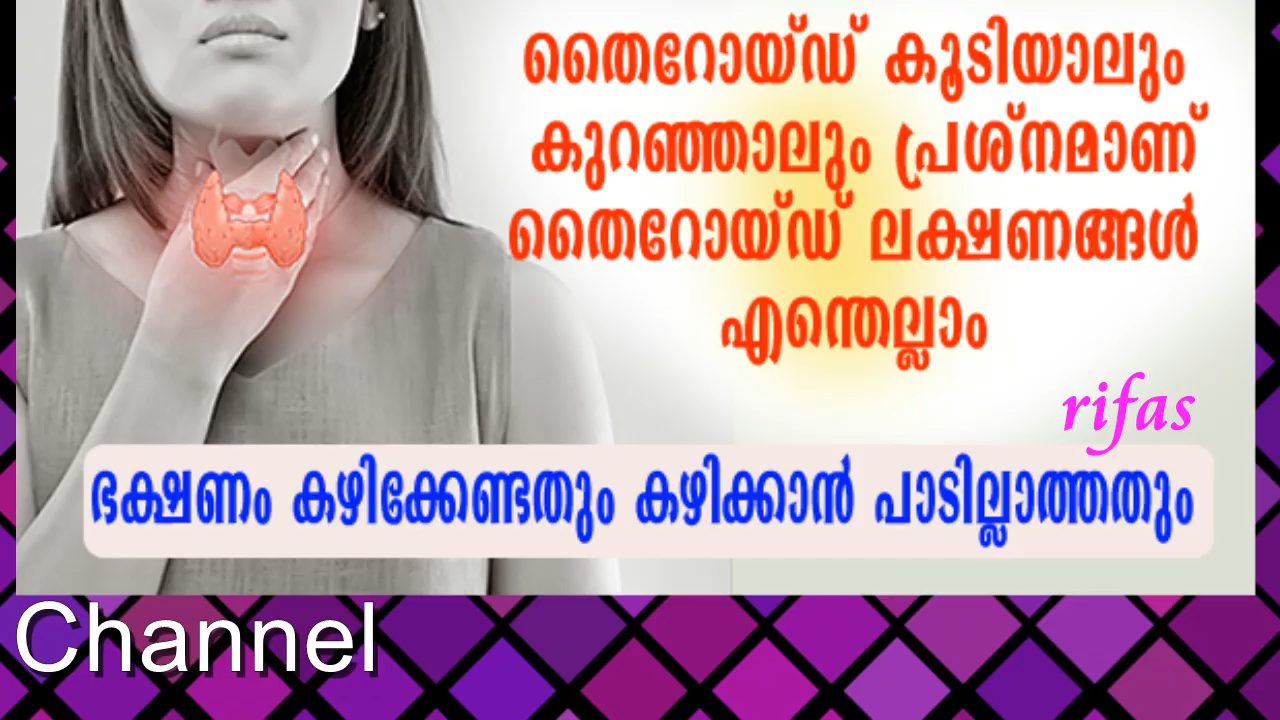 തൈറോയ്ഡ് കൂടിയാലും
കുറഞ്ഞാലും പ്രശ്നമാണ്
തൈറോയ്ഡ് ലക്ഷണങ്ങൾ
എന്തെല്ലാം
rifas
ഭക്ഷണം കഴിക്കേണ്ടതും കഴിക്കാൻ പാടില്ലാത്തതും
Channel